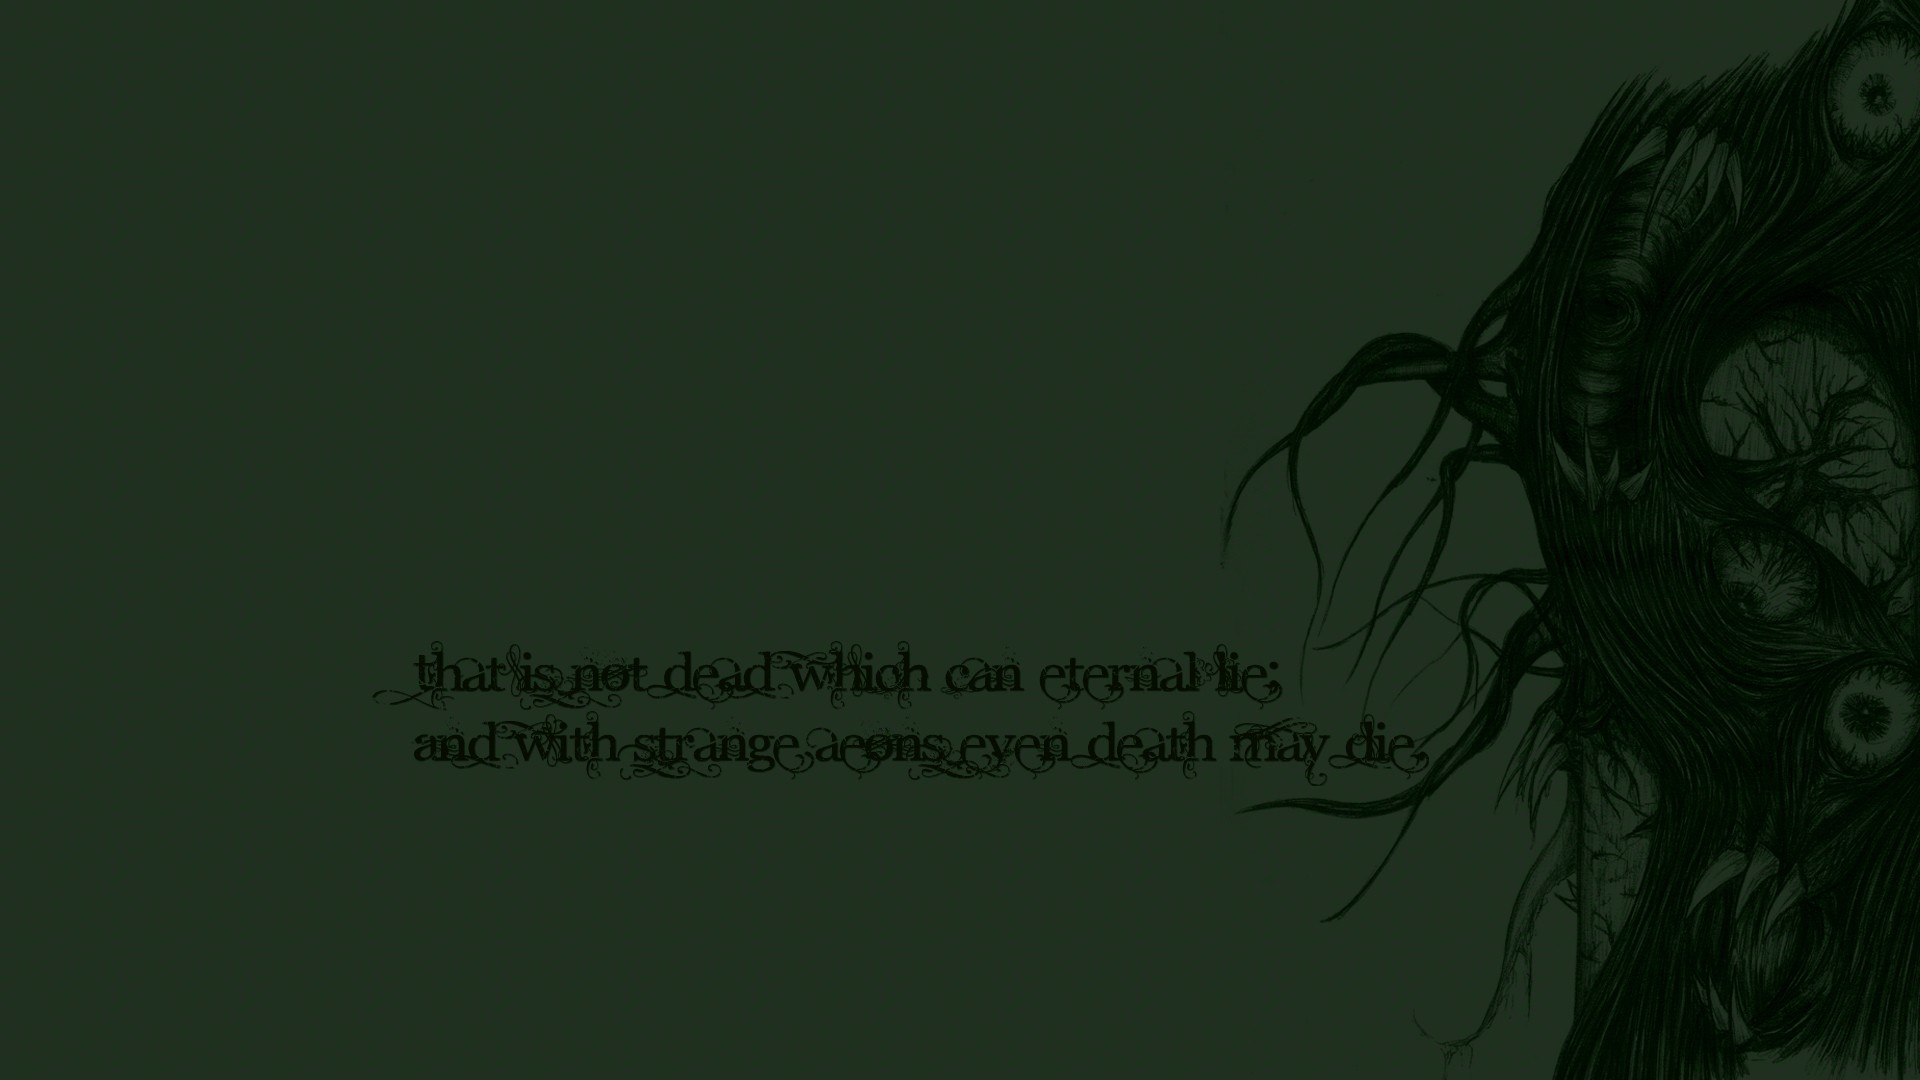 that is not dead which can eternal lie;
and with strange aeons even death may die.